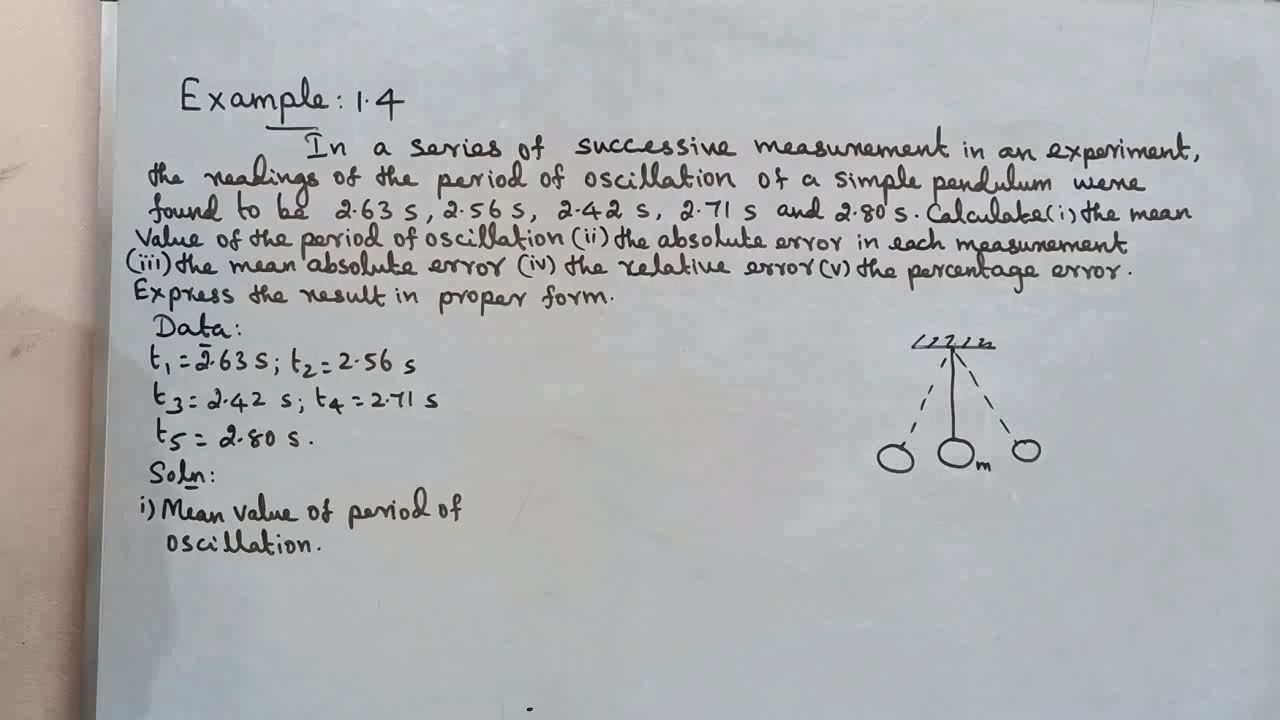 Example: 1.4
In a series of successive measurement in an experiment,
the readings of the period of oscillation of a simple pendulum were
found to be 2.63 s, 2.56 s, 2.42 s, 2.71 s and 2.80 s. Calculate (i) the mean
value of the period of oscillation (ii) the absolute error in each measurement
(iii) the mean absolute error (iv) the relative error (v) the percentage error.
Express the result in proper form.
Data:
t1 = 2.63 s; t2 = 2.56 s
t3 = 2.42 s; t4 = 2.71 s
t5 = 2.80 s.
Soln:
i) Mean value of period of
oscillation.
m